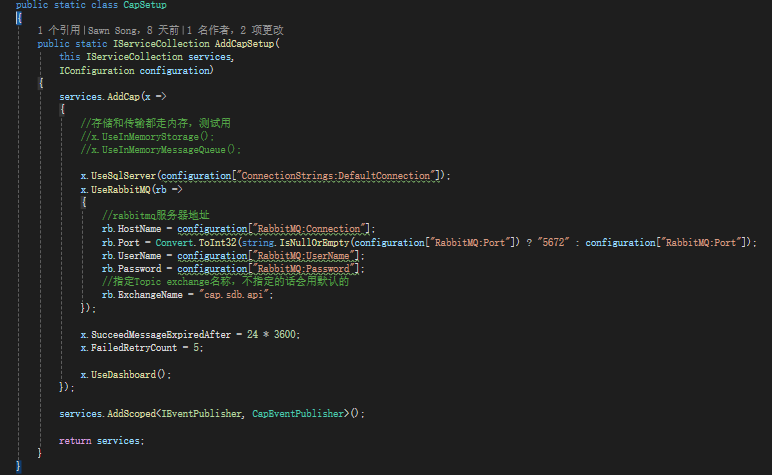 public static class CapSetup
{
1 个引用|Sawn Song，8 天前|1 名作者，2 项更改
public static IServiceCollection AddCapSetup(
this IServiceCollection services,
IConfiguration configuration)
{
services.AddCap(x =>
{
//存储和传输都走内存，测试用
//x.UseInMemoryStorage();
//x.UseInMemoryMessageQueue();
x.UseSqlServer(configuration["ConnectionStrings:DefaultConnection"]);
x.UseRabbitMQ(rb =>
{
//rabbitmq服务器地址
rb.HostName = configuration["RabbitMQ:Connection"];
rb.Port = Convert.ToInt32(string.IsNullOrEmpty(configuration["RabbitMQ:Port"]) ? "5672" : configuration["RabbitMQ:Port"]);
rb.UserName = configuration["RabbitMQ:UserName"];
rb.Password = configuration["RabbitMQ:Password"];
//指定Topic exchange名称，不指定的话会用默认的
rb.ExchangeName = "cap.sdb.api";
});
x.SucceedMessageExpiredAfter = 24 * 3600;
x.FailedRetryCount = 5;
x.UseDashboard();
});
services.AddScoped<IEventPublisher, CapEventPublisher>();
return services;
}
}